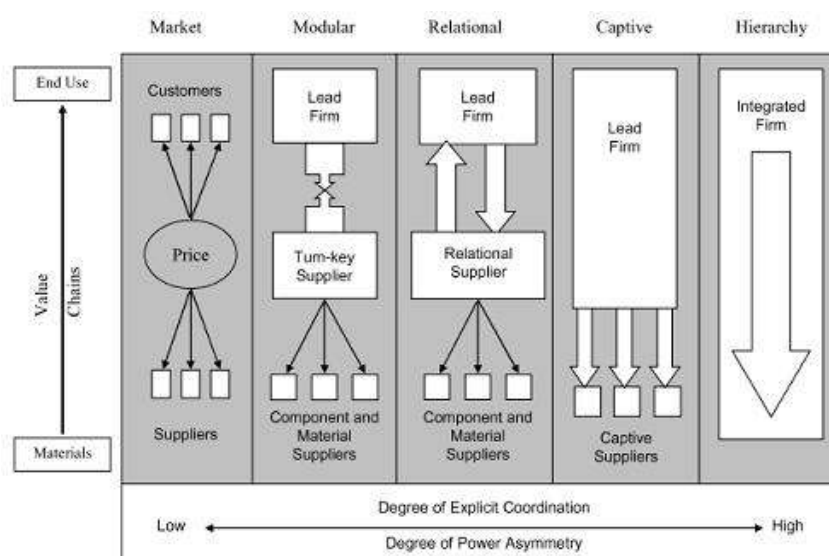 Market
Modular
Relational
Captive
Hierarchy
End Use
Value
Chains
Materials
Customers
Price
Suppliers
Lead
Firm
Turn-key
Supplier
Component and
Material
Suppliers
Lead
Firm
Relational
Supplier
Component and
Material
Suppliers
Lead
Firm
Captive
Suppliers
Integrated
Firm
Degree of Explicit Coordination
Low
High
Degree of Power Asymmetry